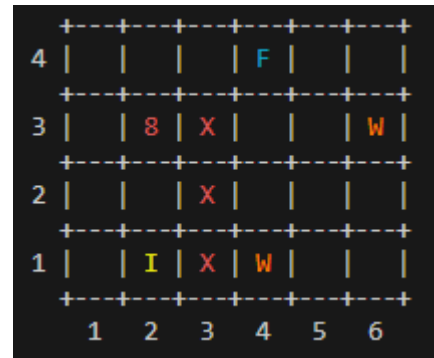 +---+---+---+---+---+---+
4 |   |   |   | F |   |   |
+---+---+---+---+---+---+
3 |   | 8 | X |   |   | W |
+---+---+---+---+---+---+
2 |   |   | X |   |   |   |
+---+---+---+---+---+---+
1 |   | I | X | W |   |   |
+---+---+---+---+---+---+
1 2 3 4 5 6